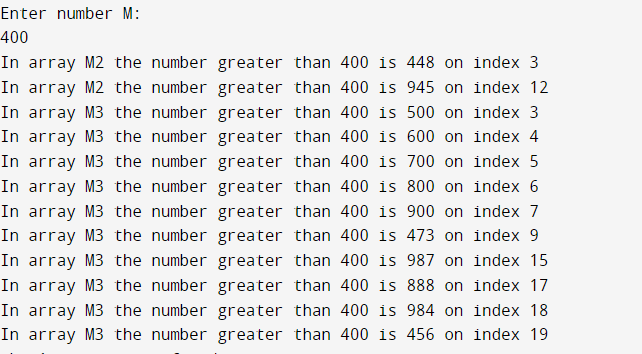 Enter number M:
400
In array M2 the number greater than 400 is 448 on index 3
In array M2 the number greater than 400 is 945 on index 12
In array M3 the number greater than 400 is 500 on index 3
In array M3 the number greater than 400 is 600 on index 4
In array M3 the number greater than 400 is 700 on index 5
In array M3 the number greater than 400 is 800 on index 6
In array M3 the number greater than 400 is 900 on index 7
In array M3 the number greater than 400 is 473 on index 9
In array M3 the number greater than 400 is 987 on index 15
In array M3 the number greater than 400 is 888 on index 17
In array M3 the number greater than 400 is 984 on index 18
In array M3 the number greater than 400 is 456 on index 19